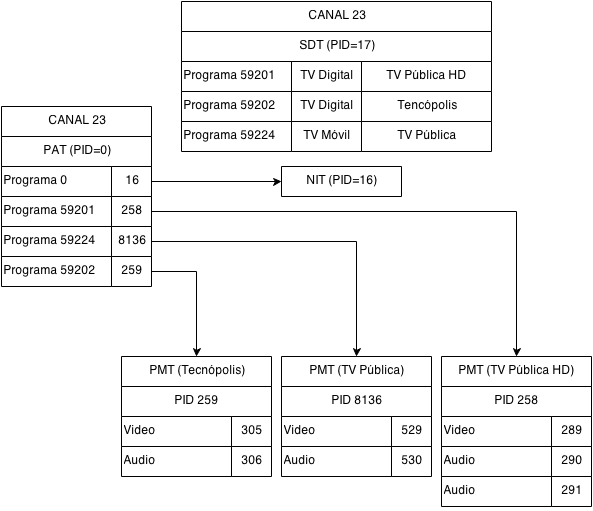 CANAL 23
SDT (PID=17)
Programa 59201 TV Digital TV Pública HD
Programa 59202 TV Digital Tencópolis
Programa 59224 TV Móvil TV Pública
CANAL 23
PAT (PID=0)
Programa 0 16
Programa 59201 258
Programa 59224 8136
Programa 59202 259
NIT (PID=16)
PMT (Tecnópolis)
PID 259
Video 305
Audio 306
PMT (TV Pública)
PID 8136
Video 529
Audio 530
PMT (TV Pública HD)
PID 258
Video 289
Audio 290
Audio 291